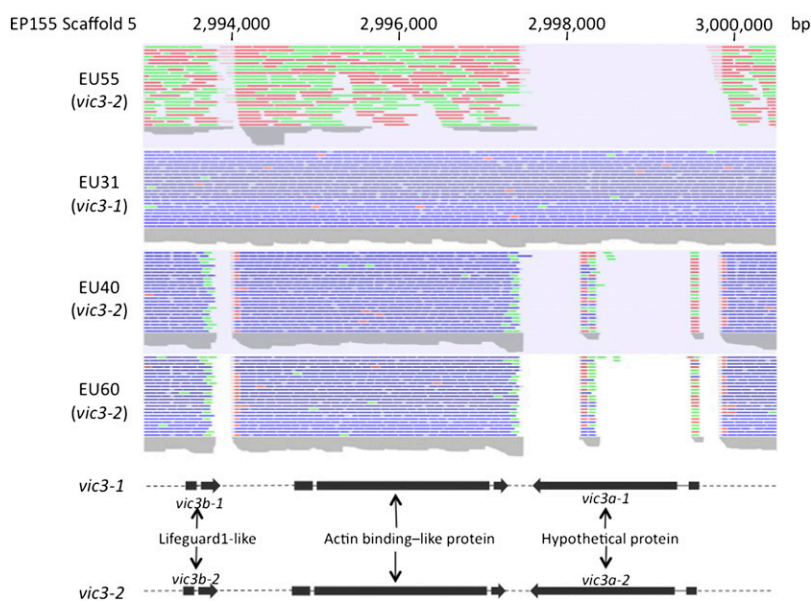 EP155 Scaffold 5 2,994,000 2,996,000 2,998,000 3,000,000 bp
EU55
(vic3-2)
EU31
(vic3-1)
EU40
(vic3-2)
EU60
(vic3-2)
vic3-1
vic3b-1 vic3a-1
Lifeguard1-like Actin binding–like protein Hypothetical protein
vic3b-2 vic3a-2
vic3-2